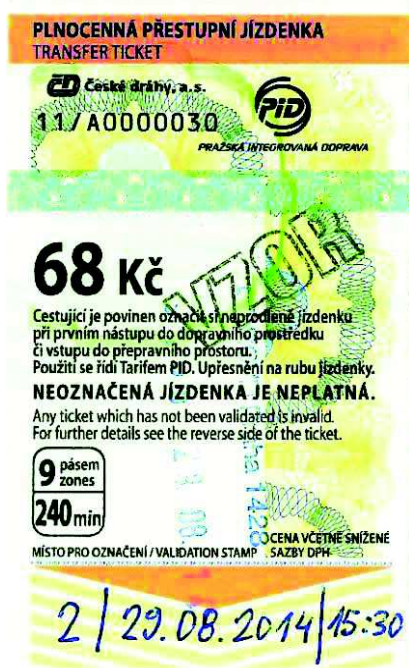 PLNOCENNÁ PŘESTUPNÍ JÍZDENKA
TRANSFER TICKET
ČD České dráhy, a.s.
PID
11/A0000030
PRAŽSKÁ INTEGROVANÁ DOPRAVA
68 Kč
VZOR
Cestující je povinen označit si neprodleně jízdenku
při prvním nástupu do dopravního prostředku
či vstupu do přepravního prostoru.
Použití se řídí Tarifem PID. Upřesnění na rubu jízdenky.
NEOZNAČENÁ JÍZDENKA JE NEPLATNÁ.
Any ticket which has not been validated is invalid.
For further details see the reverse side of the ticket.
9 pásem
zones
240 min
CENA VČETNĚ SNÍŽENÉ
SAZBY DPH
MÍSTO PRO OZNAČENÍ / VALIDATION STAMP
2 / 29.08.2014 / 15:30